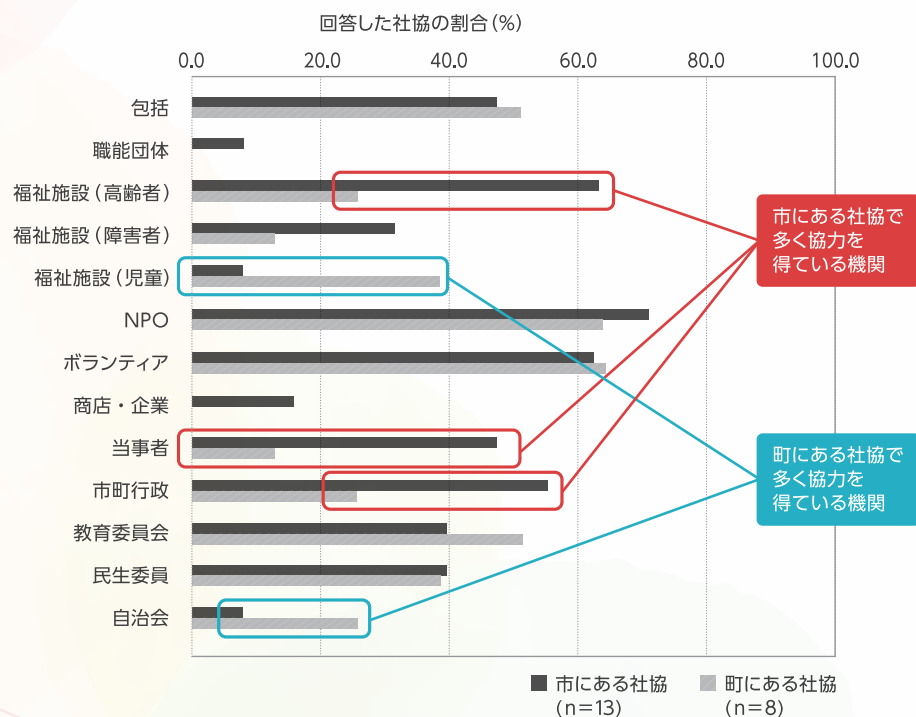 回答した社協の割合(%)
0.0 20.0 40.0 60.0 80.0 100.0
包括
職能団体
福祉施設(高齢者)
福祉施設(障害者)
福祉施設(児童)
NPO
ボランティア
商店・企業
当事者
市町行政
教育委員会
民生委員
自治会
市にある社協で
多く協力を
得ている機関
町にある社協で
多く協力を
得ている機関
市にある社協
(n=13)
町にある社協
(n=8)